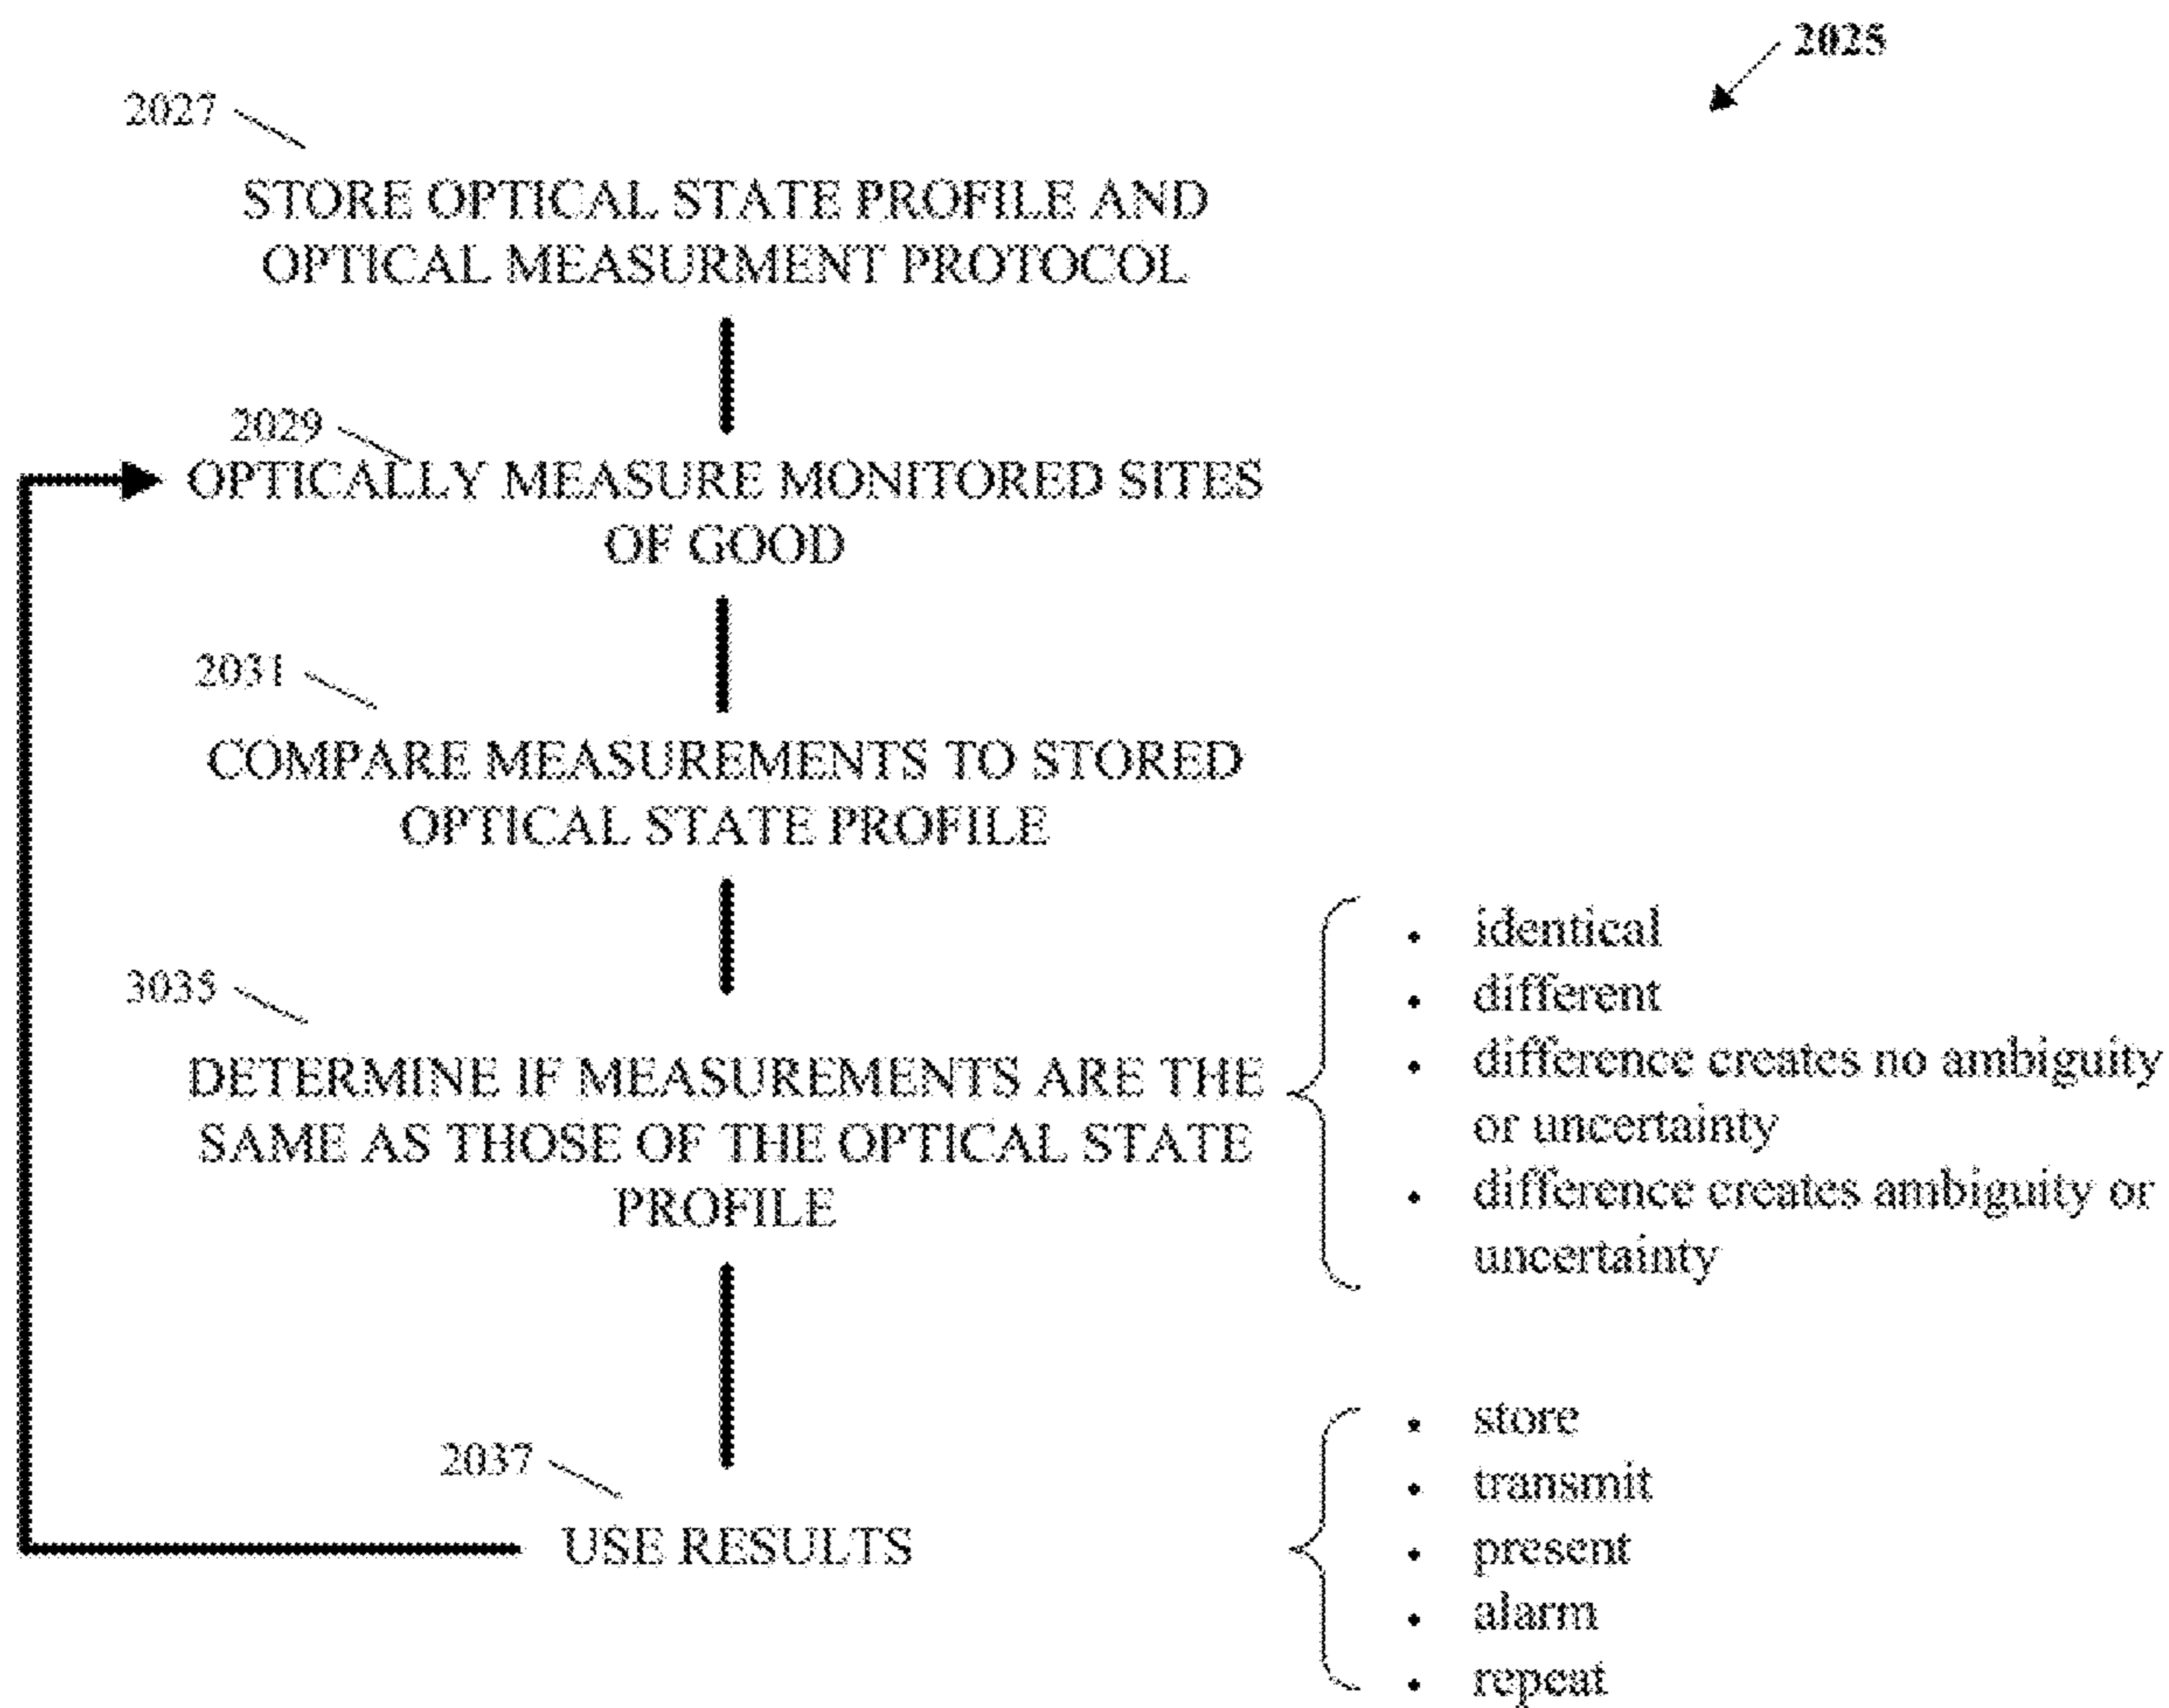 2025
2027
STORE OPTICAL STATE PROFILE AND
OPTICAL MEASURMENT PROTOCOL
2029
OPTICALLY MEASURE MONITORED SITES
OF GOOD
2031
COMPARE MEASUREMENTS TO STORED
OPTICAL STATE PROFILE
3035
DETERMINE IF MEASUREMENTS ARE THE
SAME AS THOSE OF THE OPTICAL STATE
PROFILE
• identical
• different
• difference creates no ambiguity
or uncertainty
• difference creates ambiguity or
uncertainty
2037
USE RESULTS
• store
• transmit
• present
• alarm
• repeat